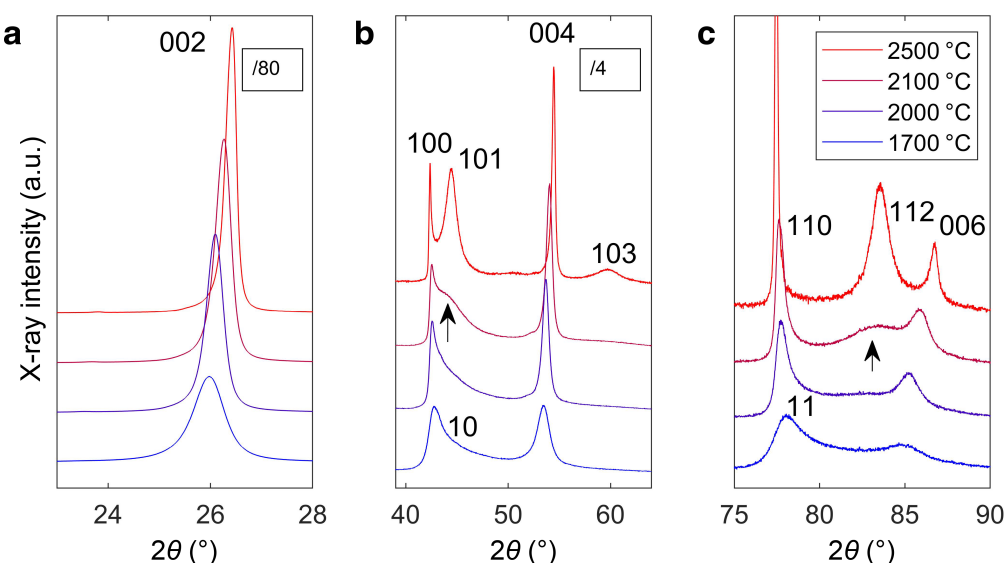 a
002
/80
X-ray intensity (a.u.)
24
26
28
2θ (°)
b
004
/4
100
101
103
10
40
50
60
2θ (°)
c
2500 °C
2100 °C
2000 °C
1700 °C
110
112
006
11
75
80
85
90
2θ (°)